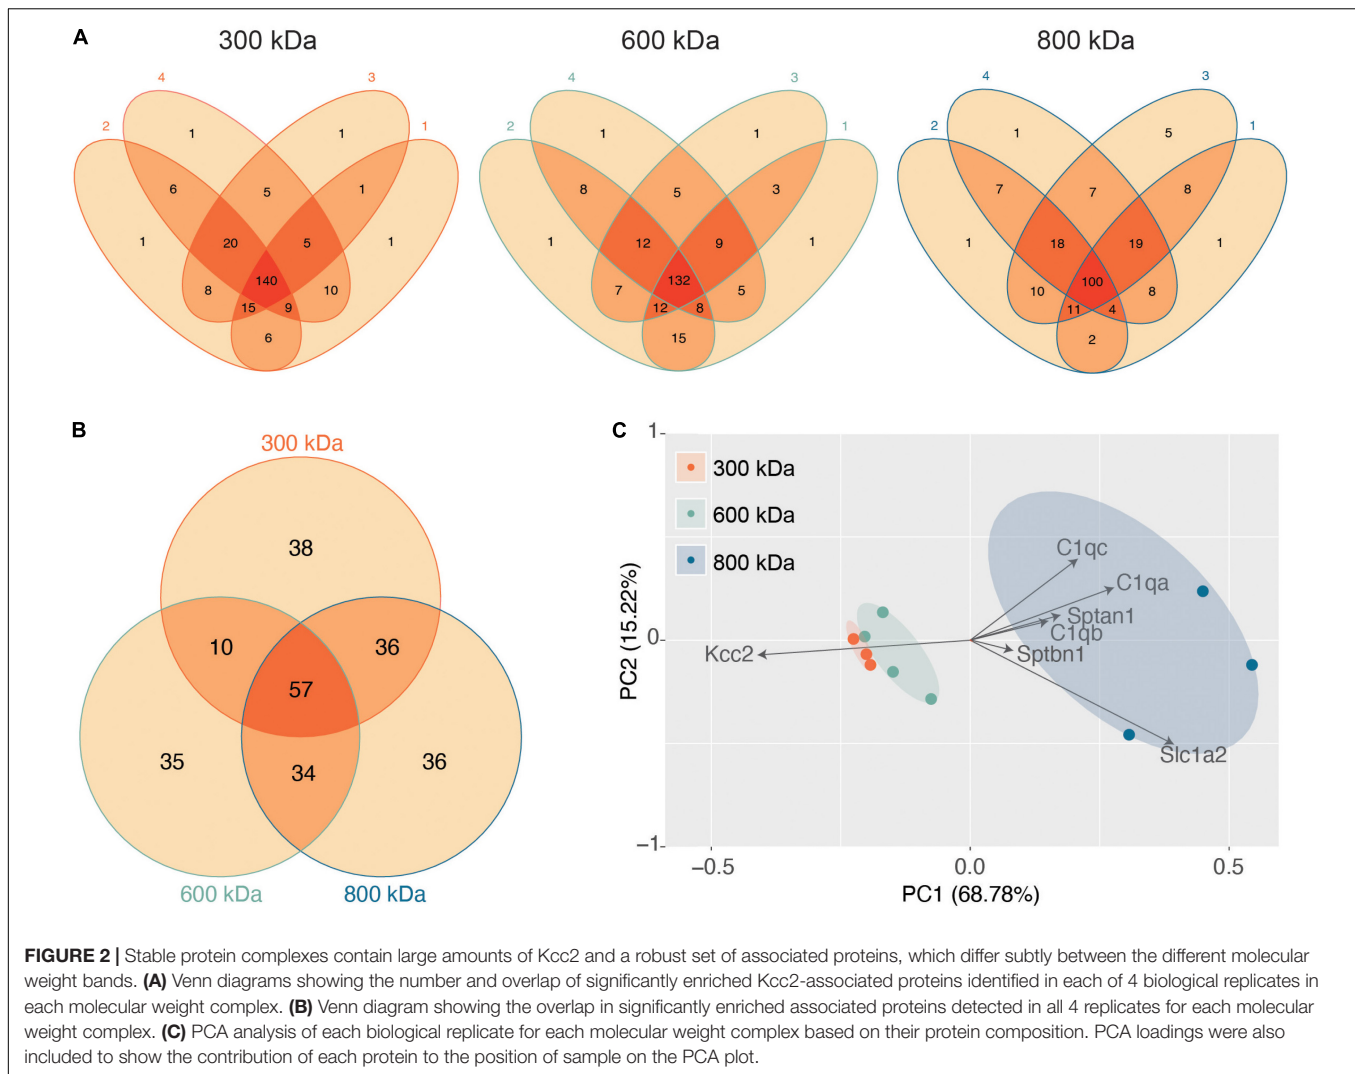 A
300 kDa
600 kDa
800 kDa
4
3
2
1
1
1
6
5
1
1
20
5
1
140
8
10
15
9
6
4
3
2
1
1
1
8
5
3
1
12
9
1
132
7
5
12
8
15
4
3
2
1
1
5
7
7
8
1
18
19
1
100
10
8
11
4
2
B
300 kDa
38
10
36
57
35
34
36
600 kDa
800 kDa
C
1
0
−1
PC2 (15.22%)
300 kDa
600 kDa
800 kDa
C1qc
C1qa
Sptan1
C1qb
Sptbn1
Kcc2
Slc1a2
−0.5
0.0
0.5
PC1 (68.78%)
FIGURE 2 | Stable protein complexes contain large amounts of Kcc2 and a robust set of associated proteins, which differ subtly between the different molecular
weight bands. (A) Venn diagrams showing the number and overlap of significantly enriched Kcc2-associated proteins identified in each of 4 biological replicates in
each molecular weight complex. (B) Venn diagram showing the overlap in significantly enriched associated proteins detected in all 4 replicates for each molecular
weight complex. (C) PCA analysis of each biological replicate for each molecular weight complex based on their protein composition. PCA loadings were also
included to show the contribution of each protein to the position of sample on the PCA plot.